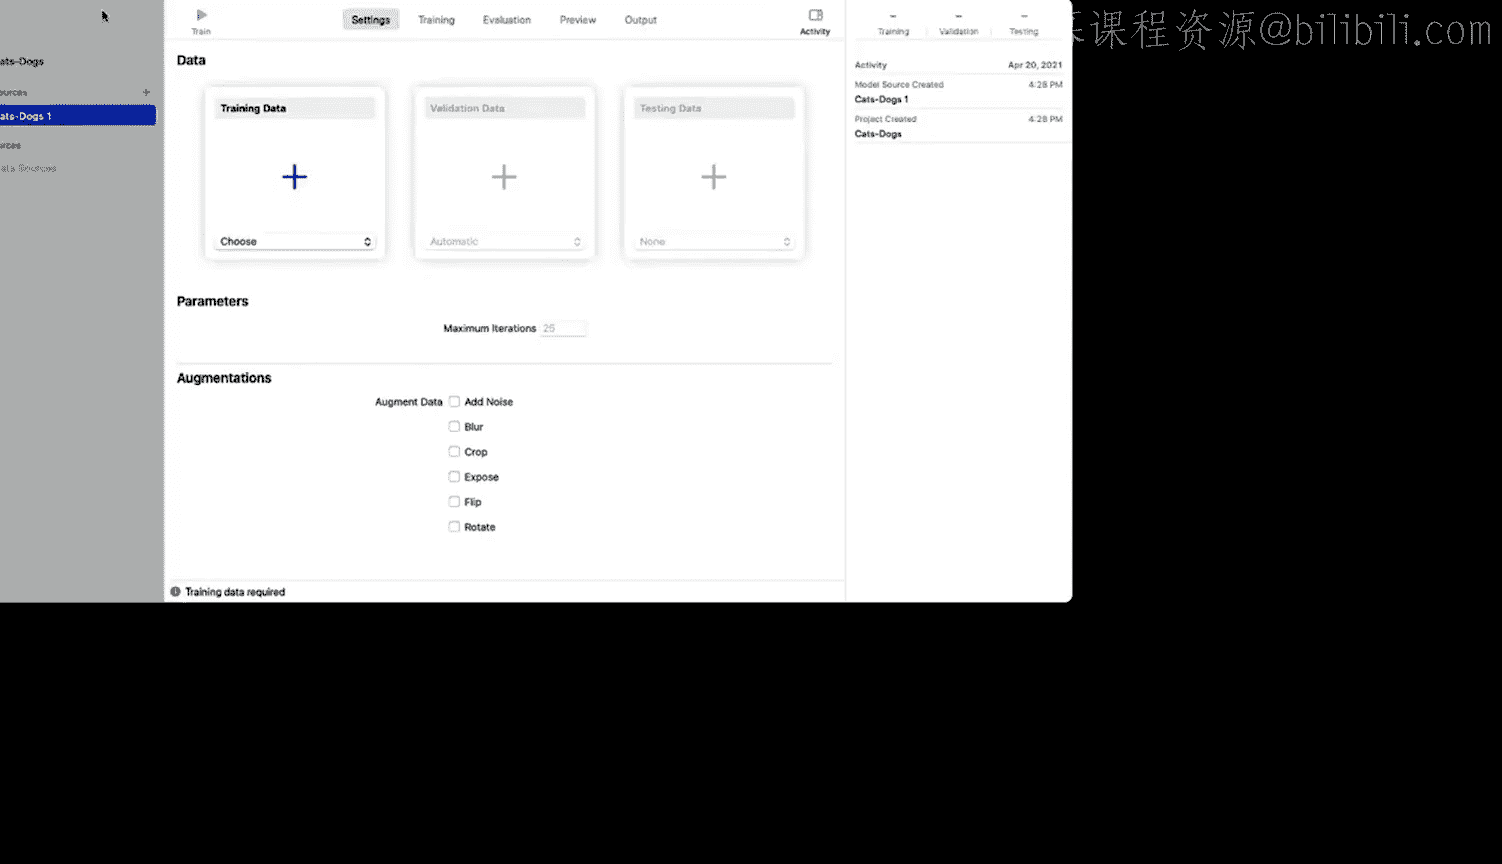 Train
Settings Training Evaluation Preview Output
Activity
Training Validation Testing
课程资源@bilibili.com
ats-Dogs
ources +
ats-Dogs 1
urces
ata Sources
Data
Training Data
Choose
Validation Data
Automatic
Testing Data
None
Parameters
Maximum Iterations 25
Augmentations
Augment Data Add Noise
Blur
Crop
Expose
Flip
Rotate
Training data required
Activity Apr 20, 2021
Model Source Created 4:28 PM
Cats-Dogs 1
Project Created 4:28 PM
Cats-Dogs